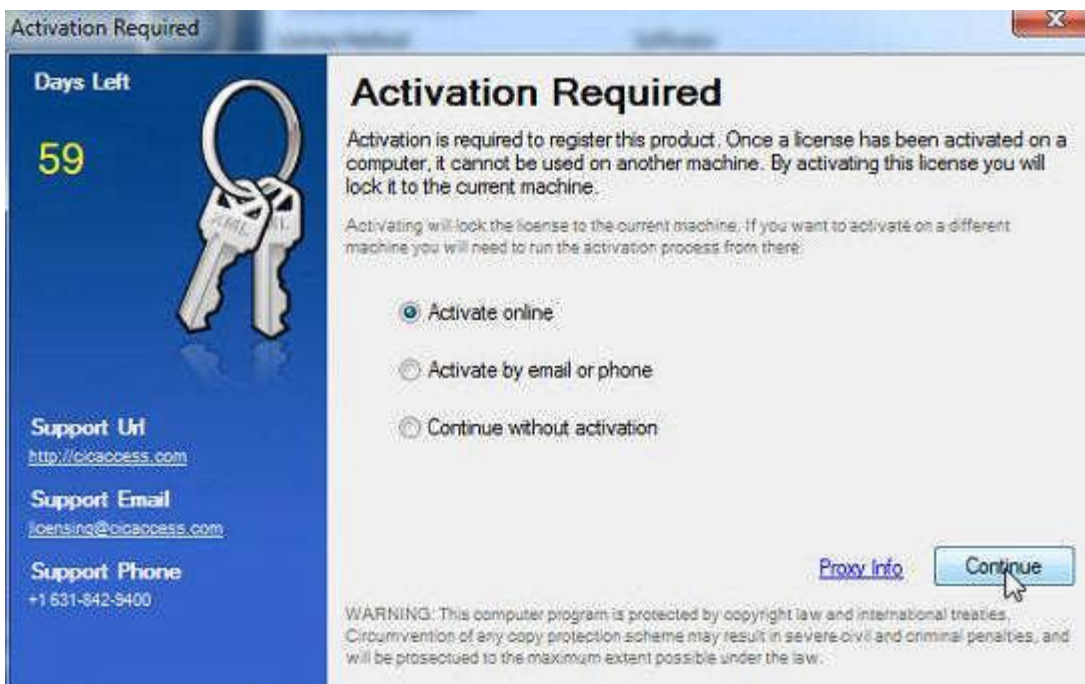 Activation Required
Days Left
59
Support Url
http://cicaccess.com
Support Email
licensing@cicaccess.com
Support Phone
+1 631-842-9400
Activation Required
Activation is required to register this product. Once a license has been activated on a
computer, it cannot be used on another machine. By activating this license you will
lock it to the current machine.
Activating will lock the license to the current machine. If you want to activate on a different
machine you will need to run the activation process from there.
Activate online
Activate by email or phone
Continue without activation
Proxy Info
Continue
WARNING: This computer program is protected by copyright law and international treaties.
Circumvention of any copy protection scheme may result in severe civil and criminal penalties, and
will be prosectued to the maximum extent possible under the law.